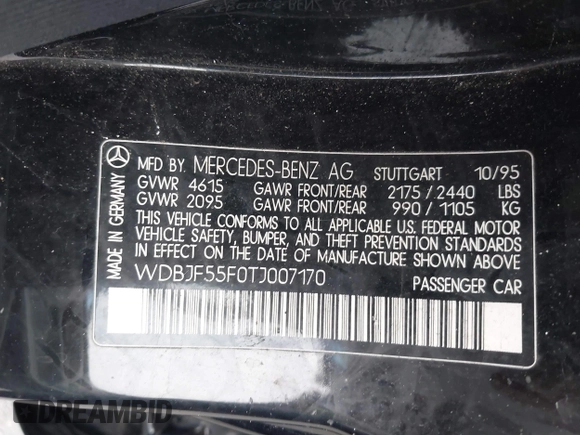 MFD BY. MERCEDES-BENZ AG STUTTGART 10/95
GVWR 4615 GAWR FRONT/REAR 2175/2440 LBS
GVWR 2095 GAWR FRONT/REAR 990/1105 KG
THIS VEHICLE CONFORMS TO ALL APPLICABLE U.S. FEDERAL MOTOR
VEHICLE SAFETY, BUMPER, AND THEFT PREVENTION STANDARDS
IN EFFECT ON THE DATE OF MANUFACTURE SHOWN ABOVE
WDBJF55F0TJ007170 PASSENGER CAR
MADE IN GERMANY
DREAMBID